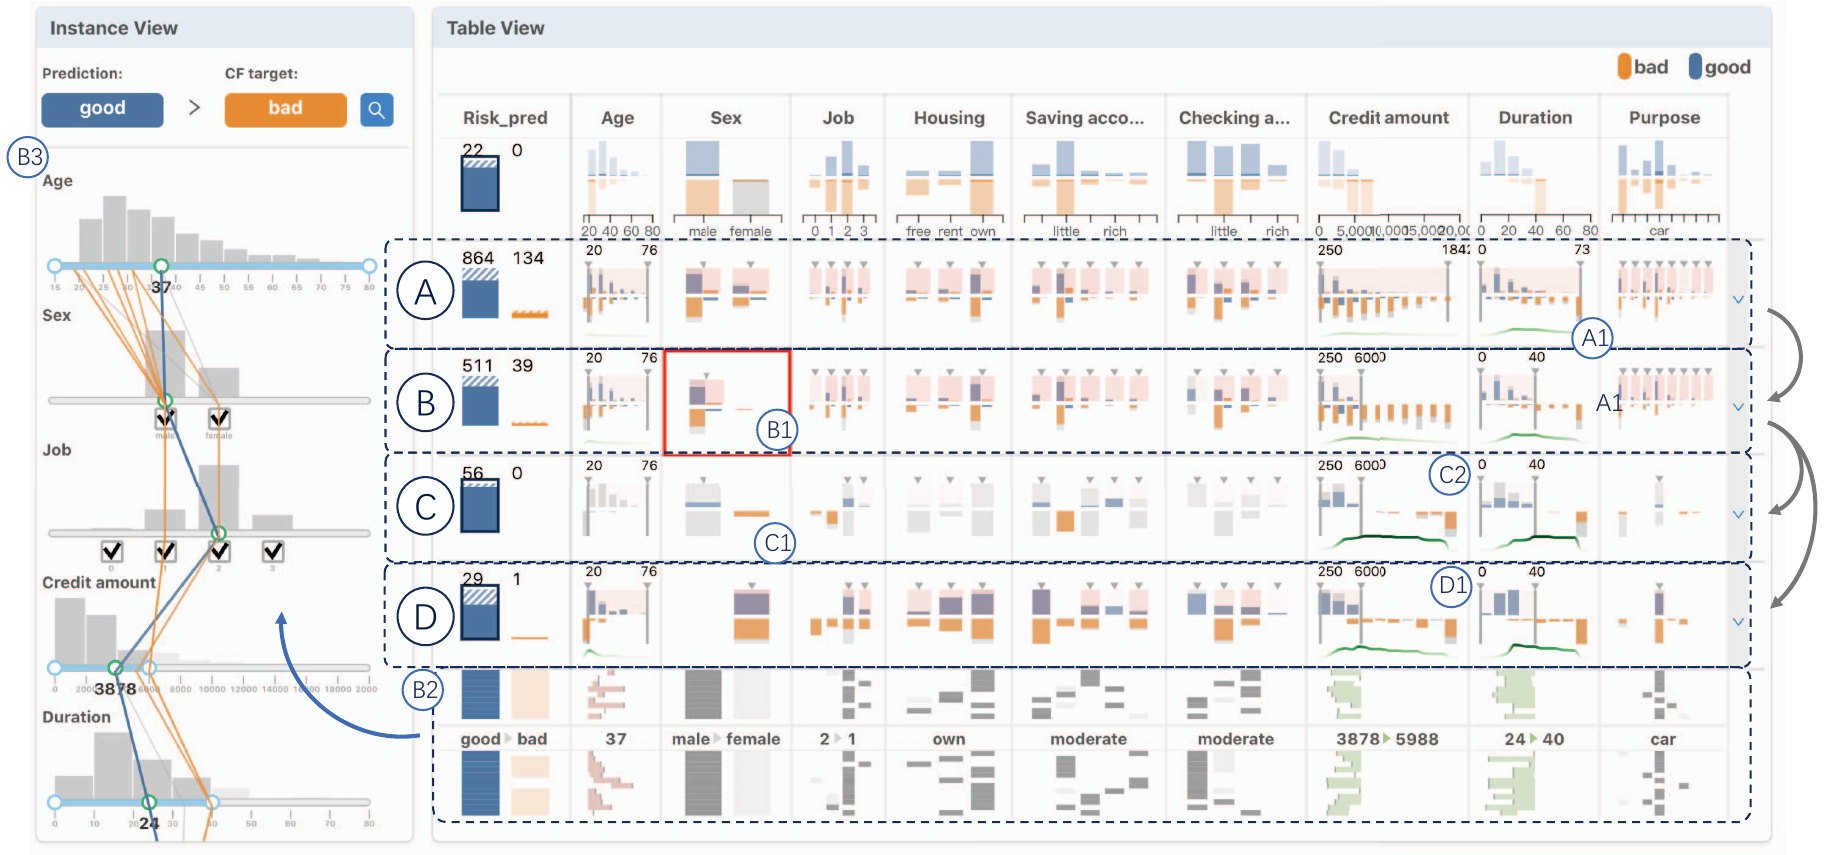 Instance View
Prediction:
CF target:
good > bad
B3
Age
15 20 25 30 37 45 50 55 60 65 70 75 80
Sex
male female
Job
0 1 2 3
Credit amount
0 2000 3878 6000 8000 10000 12000 14000 16000 18000 2000
Duration
0 10 20 24 30 40 50 60 70 80
Table View
bad good
Risk_pred Age Sex Job Housing Saving acco... Checking a... Credit amount Duration Purpose
22 0
20 40 60 80 male female 0 1 2 3 free rent own little rich little rich 0 5,000 10,000 15,000 20,00 0 20 40 60 80 car
A 864 134 20 76 250 1842 0 73
A1
B 511 39 20 76 250 6000 0 40
B1
A1
C 56 0 20 76 250 6000 0 40
C1
C2
D 29 1 20 76 250 6000 0 40
D1
B2
good bad 37 male female 2 1 own moderate moderate 3878 5988 24 40 car